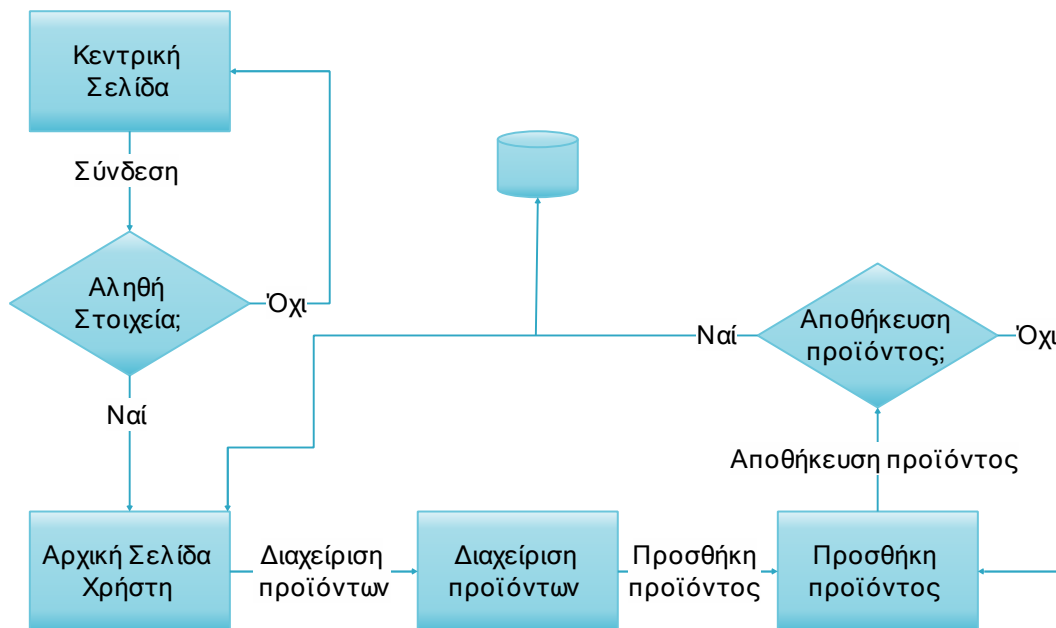 Κεντρική
Σελίδα
Σύνδεση
Αληθή
Στοιχεία;
Όχι
Ναί
Αποθήκευση
προϊόντος;
Ναί
Όχι
Αποθήκευση προϊόντος
Αρχική Σελίδα
Χρήστη
Διαχείριση
προϊόντων
Διαχείριση
προϊόντων
Προσθήκη
προϊόντος
Προσθήκη
προϊόντος